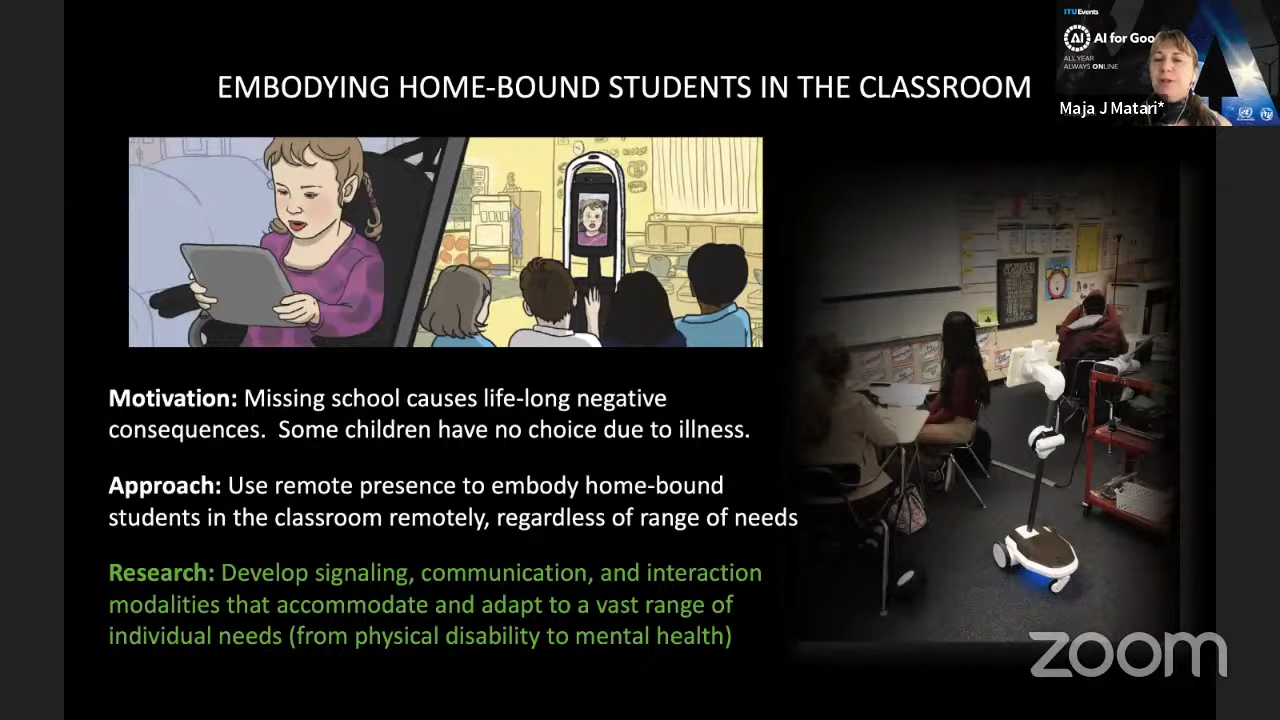 EMBODYING HOME-BOUND STUDENTS IN THE CLASSROOM
ITUEvents
AI
AI for Goo
ALL YEAR
ALWAYS ONLINE
Maja J Matari*
Motivation: Missing school causes life-long negative
consequences.  Some children have no choice due to illness.
Approach: Use remote presence to embody home-bound
students in the classroom remotely, regardless of range of needs
Research: Develop signaling, communication, and interaction
modalities that accommodate and adapt to a vast range of
individual needs (from physical disability to mental health)
zoom